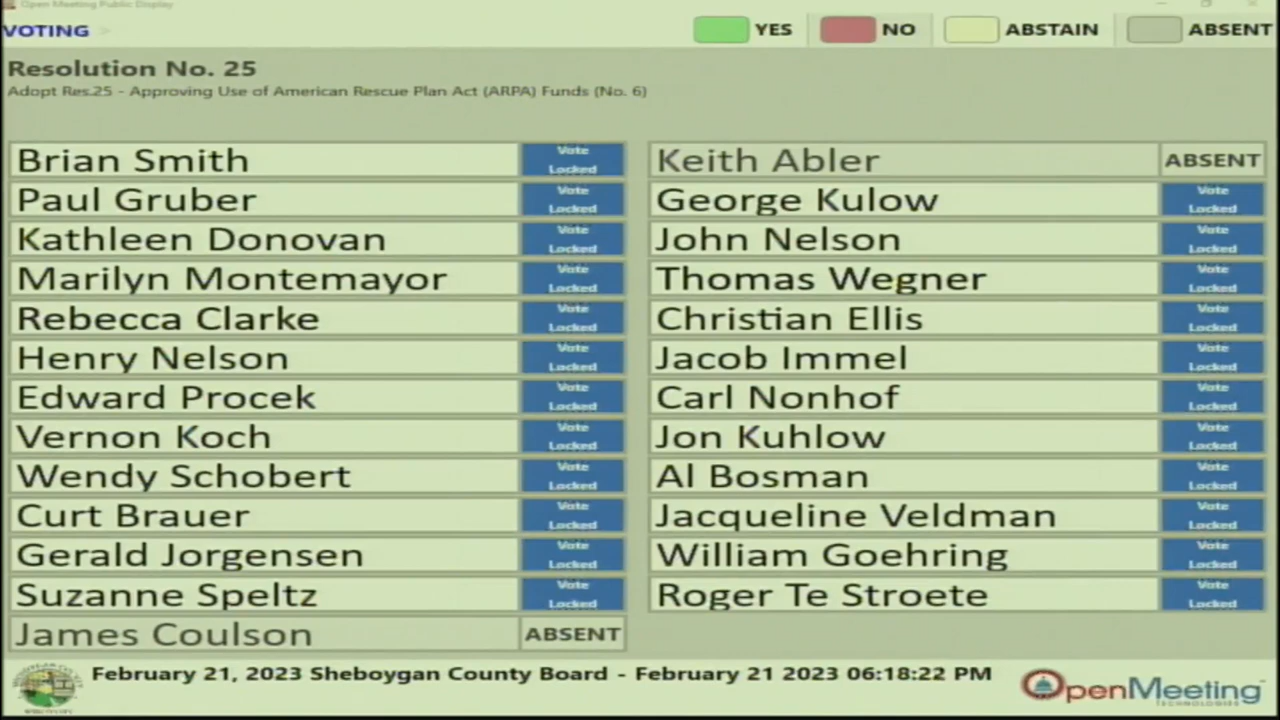 Open Meeting Public Display
VOTING
YES
NO
ABSTAIN
ABSENT
Resolution No. 25
Adopt Res.25 - Approving Use of American Rescue Plan Act (ARPA) Funds (No. 6)
Brian Smith Vote Locked
Paul Gruber Vote Locked
Kathleen Donovan Vote Locked
Marilyn Montemayor Vote Locked
Rebecca Clarke Vote Locked
Henry Nelson Vote Locked
Edward Procek Vote Locked
Vernon Koch Vote Locked
Wendy Schobert Vote Locked
Curt Brauer Vote Locked
Gerald Jorgensen Vote Locked
Suzanne Speltz Vote Locked
James Coulson ABSENT
Keith Abler ABSENT
George Kulow Vote Locked
John Nelson Vote Locked
Thomas Wegner Vote Locked
Christian Ellis Vote Locked
Jacob Immel Vote Locked
Carl Nonhof Vote Locked
Jon Kuhlow Vote Locked
Al Bosman Vote Locked
Jacqueline Veldman Vote Locked
William Goehring Vote Locked
Roger Te Stroete Vote Locked
February 21, 2023 Sheboygan County Board - February 21 2023 06:18:22 PM
OpenMeeting
TECHNOLOGIES